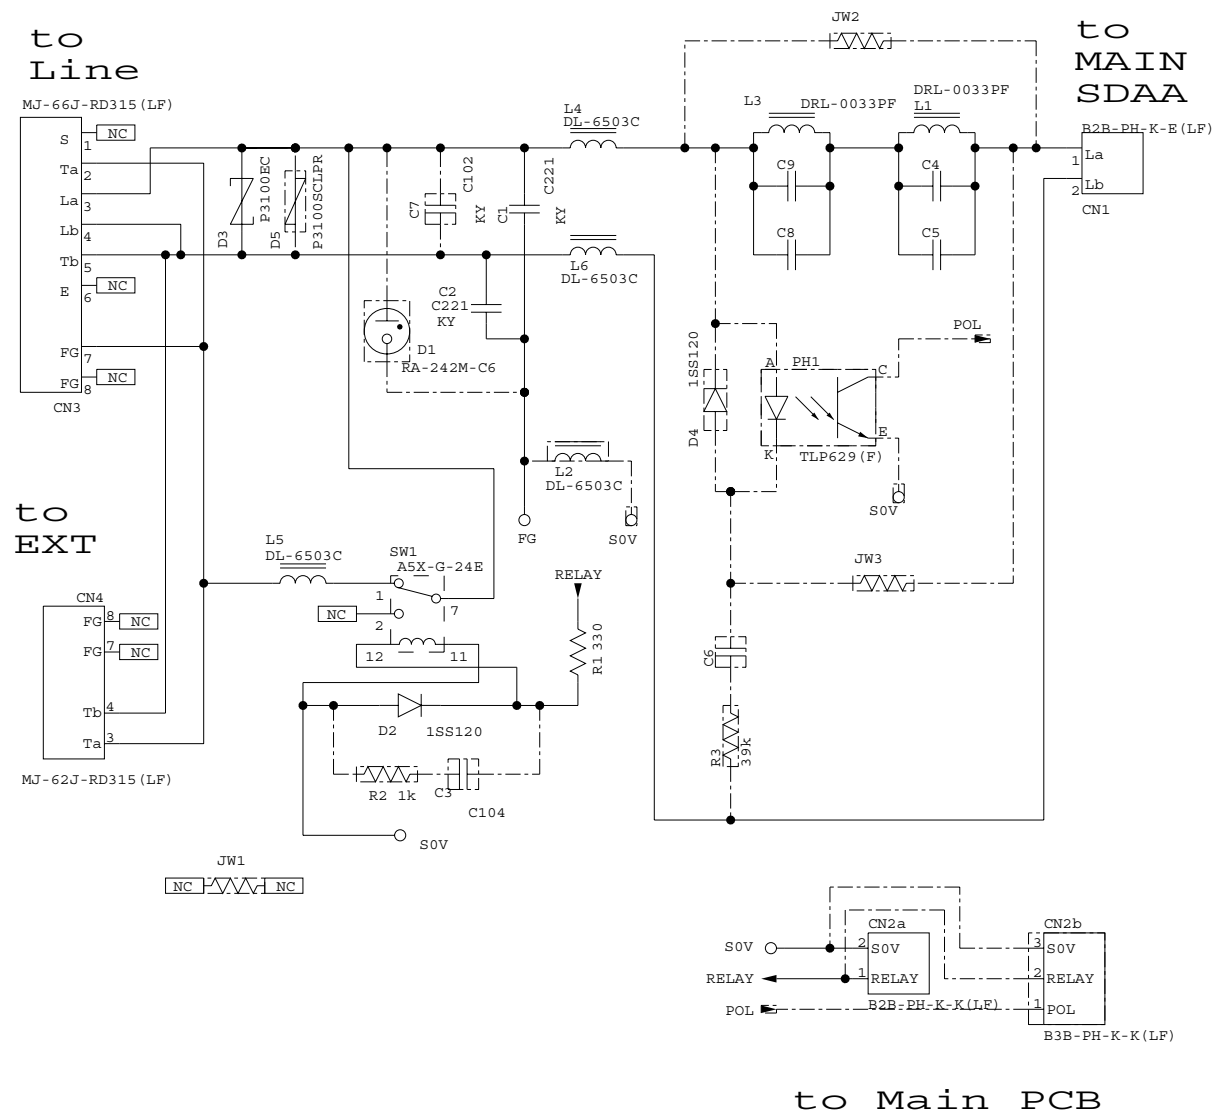 to
Line
MJ-66J-RD315(LF)
S
1
NC
Ta
2
La
3
Lb
4
Tb
5
E
6
NC
FG
7
FG
8
NC
CN3
D3
P3100EC
D5
P3100SCLPR
C7
C102
KY
C1
C221
KY
L4
DL-6503C
L6
DL-6503C
C2
C221
KY
D1
RA-242M-C6
L2
DL-6503C
FG
S0V
JW2
L3
DRL-0033PF
DRL-0033PF
L1
C9
C8
C4
C5
to
MAIN
SDAA
B2B-PH-K-E(LF)
La
1
Lb
2
CN1
1SS120
D4
A
PH1
C
E
K
TLP629(F)
POL
S0V
JW3
C6
R3
39k
to
EXT
CN4
FG
8
NC
FG
7
NC
Tb
4
Ta
3
MJ-62J-RD315(LF)
L5
DL-6503C
SW1
A5X-G-24E
1
7
NC
2
12
11
RELAY
R1 330
D2
1SS120
R2 1k
C3
C104
S0V
JW1
NC
NC
S0V
RELAY
POL
CN2a
2
S0V
1
RELAY
B2B-PH-K-K(LF)
CN2b
3
S0V
2
RELAY
1
POL
B3B-PH-K-K(LF)
to Main PCB